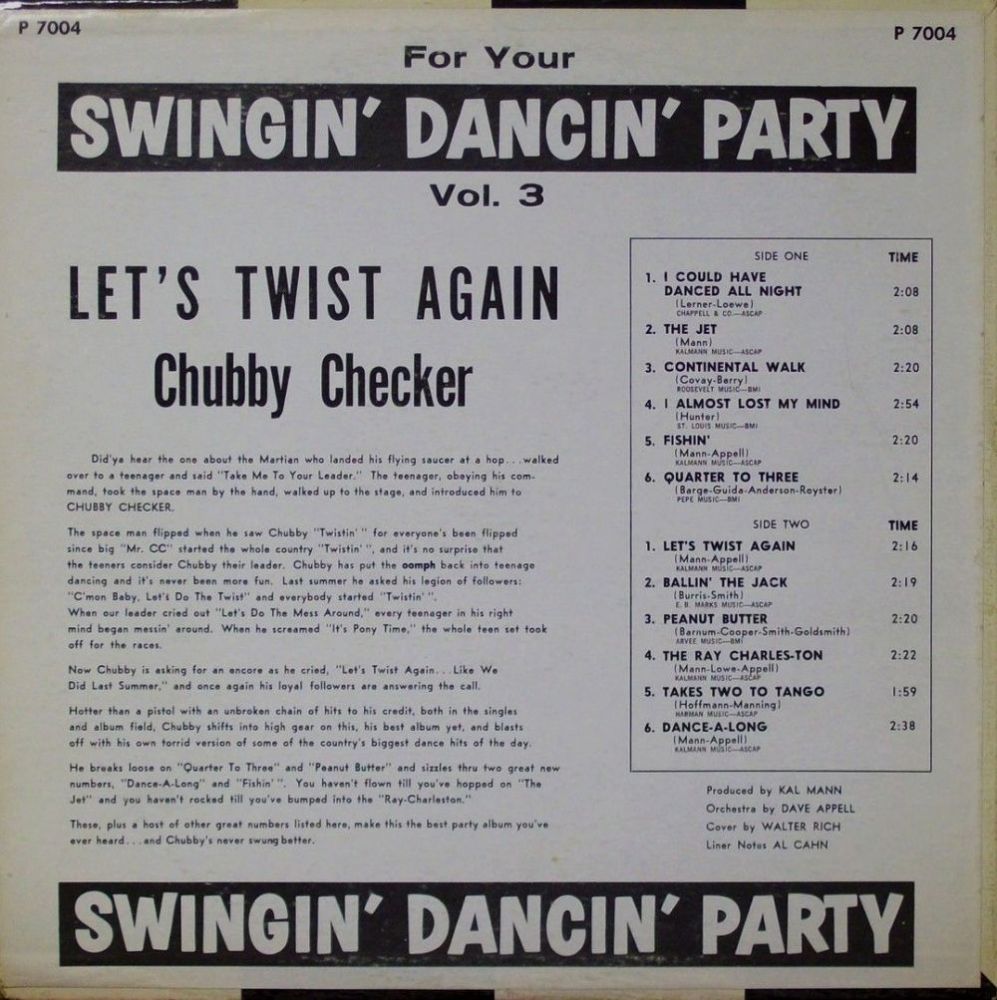 P 7004
P 7004
For Your
SWINGIN' DANCIN' PARTY
Vol. 3
LET'S TWIST AGAIN
Chubby Checker
Did'ya hear the one about the Martian who landed his flying saucer at a hop...walked
over to a teenager and said "Take Me To Your Leader." The teenager, obeying his com-
mand, took the space man by the hand, walked up to the stage, and introduced him to
CHUBBY CHECKER.
The space man flipped when he saw Chubby "Twistin'" for everyone's been flipped
since big "Mr. CC" started the whole country "Twistin'", and it's no surprise that
the teeners consider Chubby their leader. Chubby has put the oomph back into teenage
dancing and it's never been more fun. Last summer he asked his legion of followers:
"C'mon Baby, Let's Do The Twist" and everybody started "Twistin'".
When our leader cried out "Let's Do The Mess Around," every teenager in his right
mind began messin' around. When he screamed "It's Pony Time," the whole teen set took
off for the races.
Now Chubby is asking for an encore as he cried, "Let's Twist Again...Like We
Did Last Summer," and once again his loyal followers are answering the call.
Hotter than a pistol with an unbroken chain of hits to his credit, both in the singles
and album field, Chubby shifts into high gear on this, his best album yet, and blasts
off with his own torrid version of some of the country's biggest dance hits of the day.
He breaks loose on "Quarter To Three" and "Peanut Butter" and sizzles thru two great new
numbers, "Dance-A-Long" and "Fishin'". You haven't flown till you've hopped on "The
Jet" and you haven't rocked till you've bumped into the "Ray-Charleston."
These, plus a host of other great numbers listed here, make this the best party album you've
ever heard...and Chubby's never swung better.
SIDE ONE TIME
1. I COULD HAVE
DANCED ALL NIGHT 2:08
(Lerner-Loewe)
CHAPPELL & CO.—ASCAP
2. THE JET 2:08
(Mann)
KALMANN MUSIC—ASCAP
3. CONTINENTAL WALK 2:20
(Covay-Berry)
ROOSEVELT MUSIC—BMI
4. I ALMOST LOST MY MIND 2:54
(Hunter)
ST. LOUIS MUSIC—BMI
5. FISHIN' 2:20
(Mann-Appell)
KALMANN MUSIC—ASCAP
6. QUARTER TO THREE 2:14
(Barge-Guida-Anderson-Royster)
PEPE MUSIC—BMI
SIDE TWO TIME
1. LET'S TWIST AGAIN 2:16
(Mann-Appell)
KALMANN MUSIC—ASCAP
2. BALLIN' THE JACK 2:19
(Burris-Smith)
E. B. MARKS MUSIC—ASCAP
3. PEANUT BUTTER 2:20
(Barnum-Cooper-Smith-Goldsmith)
ARVEE MUSIC—BMI
4. THE RAY CHARLES-TON 2:22
(Mann-Lowe-Appell)
KALMANN MUSIC—ASCAP
5. TAKES TWO TO TANGO 1:59
(Hoffmann-Manning)
HARMAN MUSIC—ASCAP
6. DANCE-A-LONG 2:38
(Mann-Appell)
KALMANN MUSIC—ASCAP
Produced by KAL MANN
Orchestra by DAVE APPELL
Cover by WALTER RICH
Liner Notes AL CAHN
SWINGIN' DANCIN' PARTY